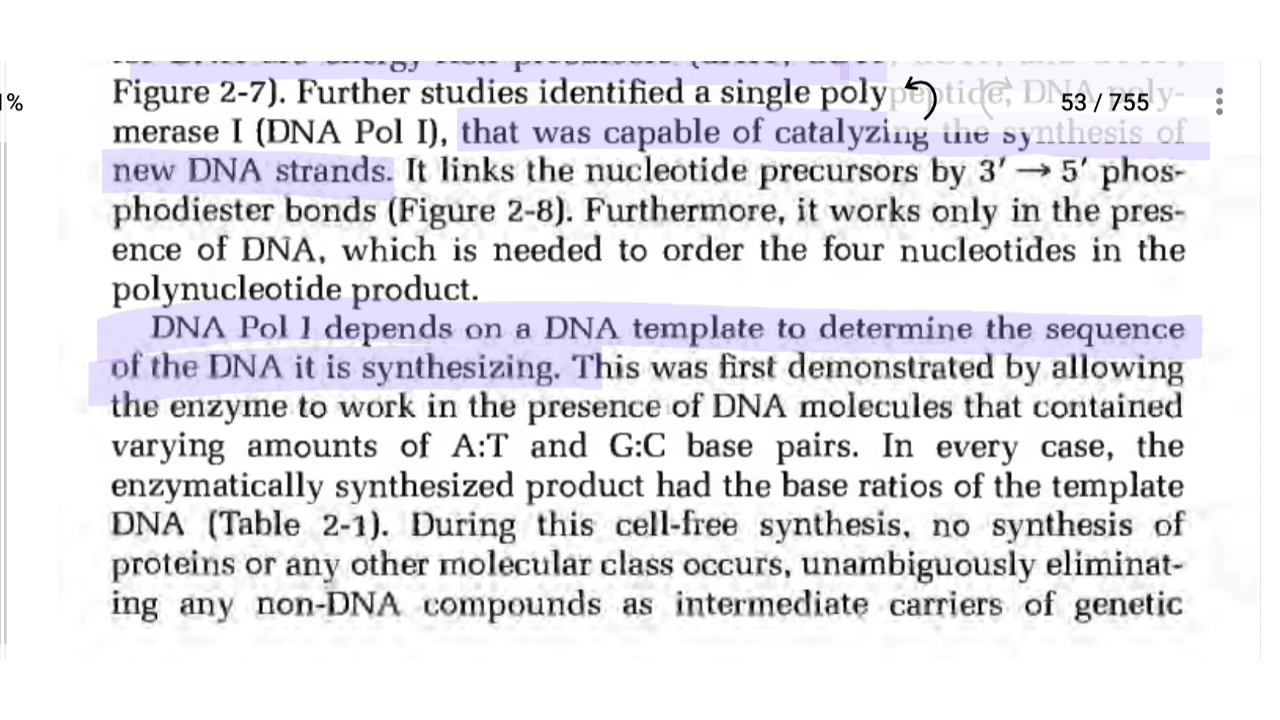 1%
53 / 755
Figure 2-7). Further studies identified a single polypeptide, DNA poly-
merase I (DNA Pol I), that was capable of catalyzing the synthesis of
new DNA strands. It links the nucleotide precursors by 3′ → 5′ phos-
phodiester bonds (Figure 2-8). Furthermore, it works only in the pres-
ence of DNA, which is needed to order the four nucleotides in the
polynucleotide product.
DNA Pol I depends on a DNA template to determine the sequence
of the DNA it is synthesizing. This was first demonstrated by allowing
the enzyme to work in the presence of DNA molecules that contained
varying amounts of A:T and G:C base pairs. In every case, the
enzymatically synthesized product had the base ratios of the template
DNA (Table 2-1). During this cell-free synthesis, no synthesis of
proteins or any other molecular class occurs, unambiguously eliminat-
ing any non-DNA compounds as intermediate carriers of genetic